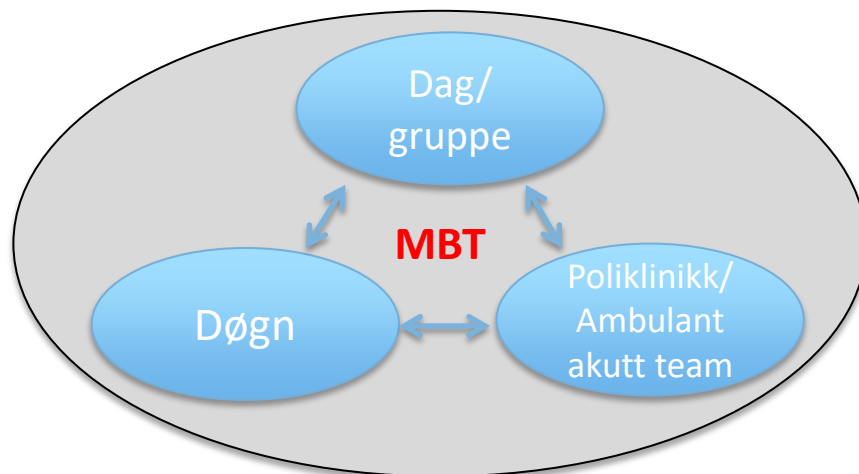 Dag/
gruppe
MBT
Døgn
Poliklinikk/
Ambulant
akutt team